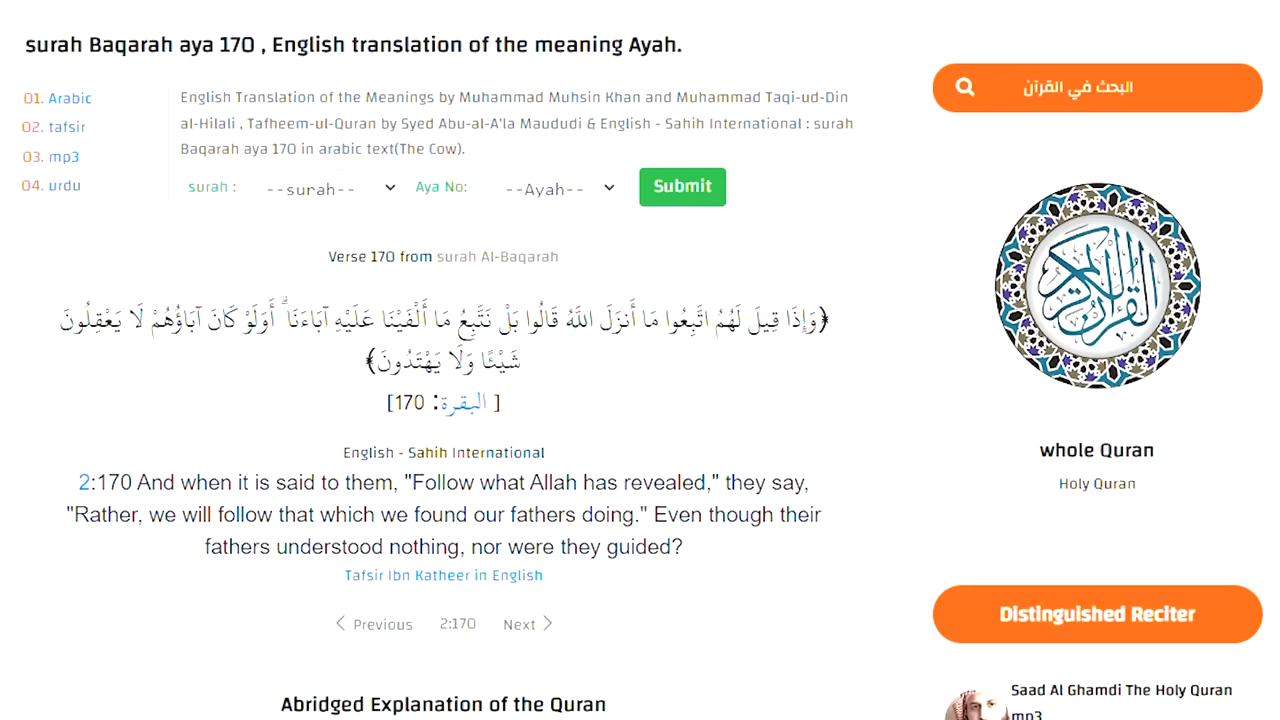 surah Baqarah aya 170 , English translation of the meaning Ayah.
01. Arabic
02. tafsir
03. mp3
04. urdu
English Translation of the Meanings by Muhammad Muhsin Khan and Muhammad Taqi-ud-Din
al-Hilali , Tafheem-ul-Quran by Syed Abu-al-A'la Maududi & English - Sahih International : surah
Baqarah aya 170 in arabic text(The Cow).
surah : --surah-- Aya No: --Ayah-- Submit
Verse 170 from surah Al-Baqarah
﴿وَإِذَا قِيلَ لَهُمُ اتَّبِعُوا مَا أَنزَلَ اللَّهُ قَالُوا بَلْ نَتَّبِعُ مَا أَلْفَيْنَا عَلَيْهِ آبَاءَنَا ۗ أَوَلَوْ كَانَ آبَاؤُهُمْ لَا يَعْقِلُونَ
شَيْئًا وَلَا يَهْتَدُونَ﴾
[ البقرة: 170]
English - Sahih International
2:170 And when it is said to them, "Follow what Allah has revealed," they say,
"Rather, we will follow that which we found our fathers doing." Even though their
fathers understood nothing, nor were they guided?
Tafsir Ibn Katheer in English
Previous 2:170 Next
Abridged Explanation of the Quran
البحث في القرآن
القرآن الكريم
whole Quran
Holy Quran
Distinguished Reciter
Saad Al Ghamdi The Holy Quran
mp3